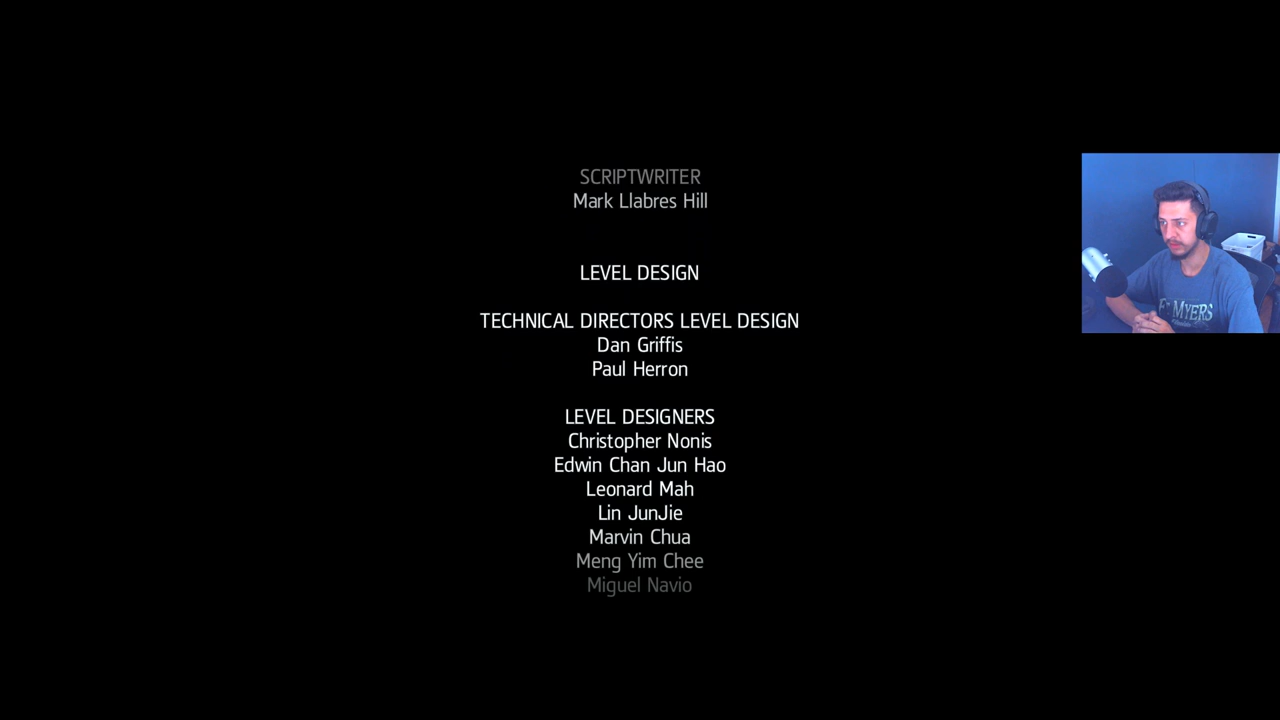 SCRIPTWRITER
Mark Llabres Hill
LEVEL DESIGN
TECHNICAL DIRECTORS LEVEL DESIGN
Dan Griffis
Paul Herron
LEVEL DESIGNERS
Christopher Nonis
Edwin Chan Jun Hao
Leonard Mah
Lin JunJie
Marvin Chua
Meng Yim Chee
Miguel Navio
MYERS